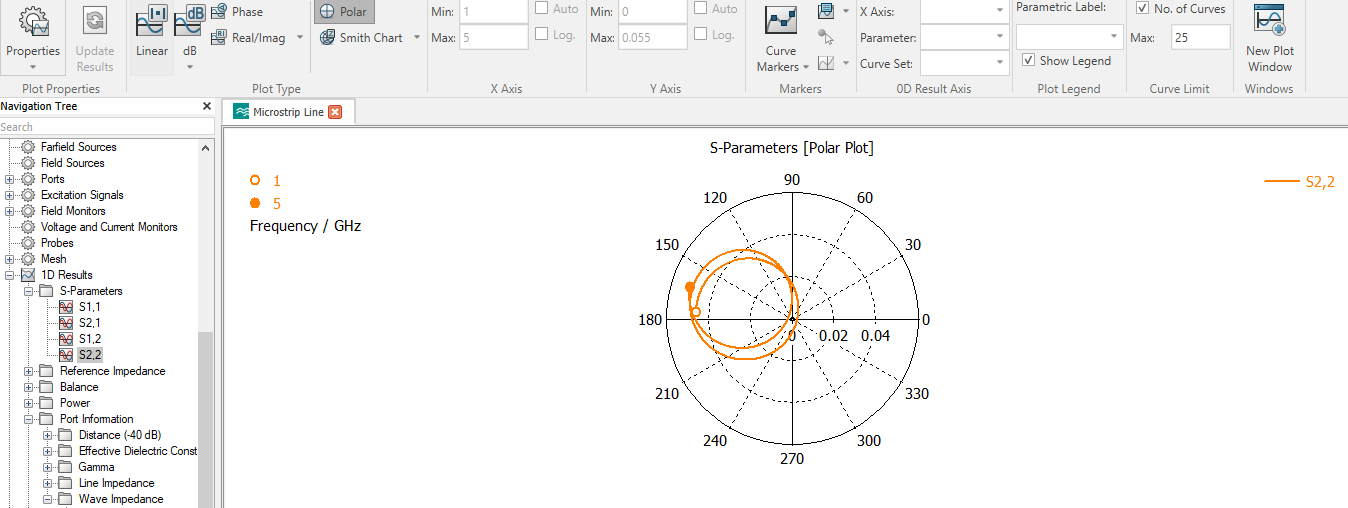 Properties
Update
Results
Plot Properties
Linear
dB
Phase
Real/Imag
Polar
Smith Chart
Plot Type
Min: 1
Auto
Max: 5
Log.
X Axis
Min: 0
Auto
Max: 0.055
Log.
Y Axis
Curve
Markers
Markers
X Axis:
Parameter:
Curve Set:
0D Result Axis
Parametric Label:
Show Legend
Plot Legend
No. of Curves
Max: 25
Curve Limit
New Plot
Window
Windows
Navigation Tree
Search
Farfield Sources
Field Sources
Ports
Excitation Signals
Field Monitors
Voltage and Current Monitors
Probes
Mesh
1D Results
S-Parameters
S1,1
S2,1
S1,2
S2,2
Reference Impedance
Balance
Power
Port Information
Distance (-40 dB)
Effective Dielectric Const
Gamma
Line Impedance
Wave Impedance
Microstrip Line
S-Parameters [Polar Plot]
1
5
Frequency / GHz
S2,2
90
120
60
150
30
180
0
0 0.02 0.04
210
330
240
300
270